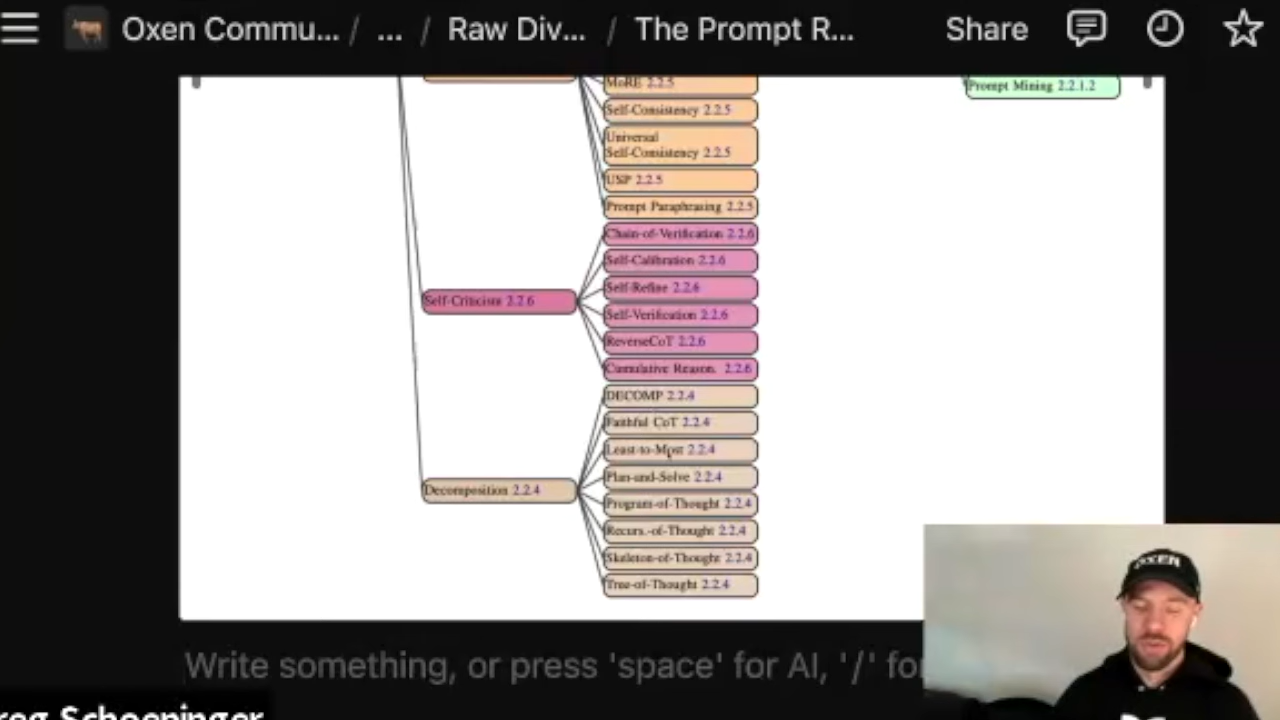 Oxen Commu... / ... / Raw Div... / The Prompt R... Share
MoRE 2.2.5
Prompt Mining 2.2.1.2
Self-Consistency 2.2.5
Universal
Self-Consistency 2.2.5
USP 2.2.5
Prompt Paraphrasing 2.2.5
Chain-of-Verification 2.2.6
Self-Calibration 2.2.6
Self-Refine 2.2.6
Self-Criticism 2.2.6
Self-Verification 2.2.6
ReverseCoT 2.2.6
Cumulative Reason. 2.2.6
DECOMP 2.2.4
Faithful CoT 2.2.4
Least-to-Most 2.2.4
Plan-and-Solve 2.2.4
Decomposition 2.2.4
Program-of-Thought 2.2.4
Recurs.-of-Thought 2.2.4
Skeleton-of-Thought 2.2.4
Tree-of-Thought 2.2.4
OXEN
Write something, or press 'space' for AI, '/' for
reg Schoeninger